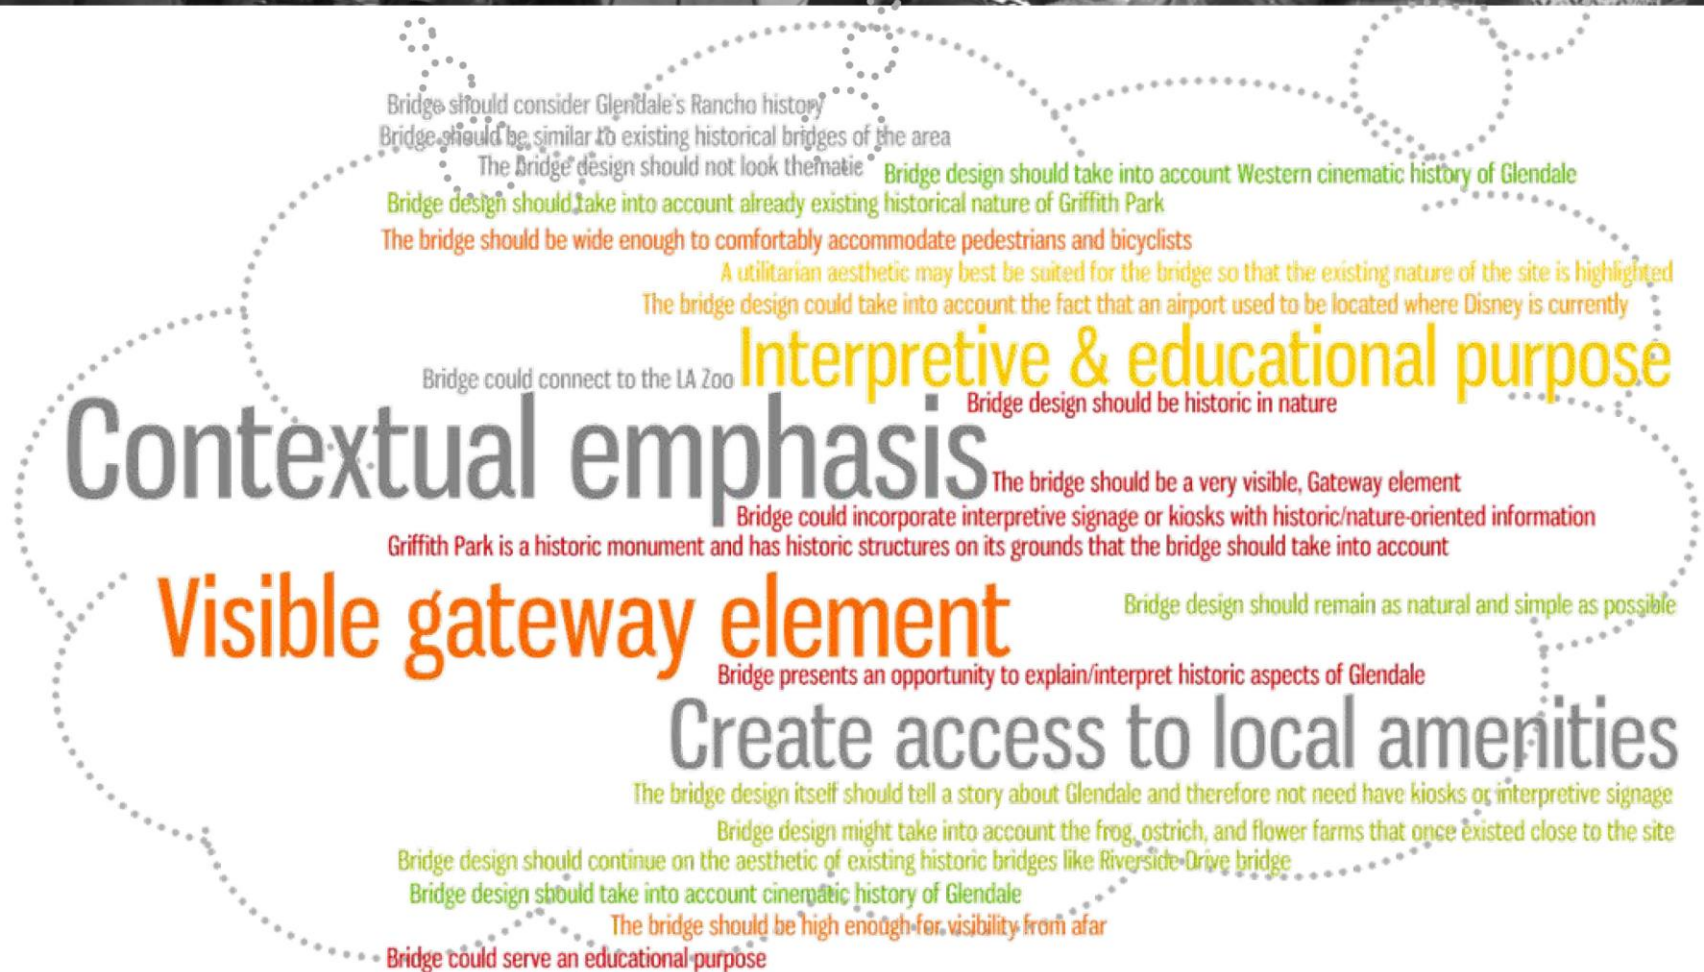 Bridge should consider Glendale's Rancho history
Bridge should be similar to existing historical bridges of the area
The bridge design should not look thematic
Bridge design should take into account Western cinematic history of Glendale
Bridge design should take into account already existing historical nature of Griffith Park
The bridge should be wide enough to comfortably accommodate pedestrians and bicyclists
A utilitarian aesthetic may best be suited for the bridge so that the existing nature of the site is highlighted
The bridge design could take into account the fact that an airport used to be located where Disney is currently
Interpretive & educational purpose
Bridge could connect to the LA Zoo
Bridge design should be historic in nature
Contextual emphasis
The bridge should be a very visible, Gateway element
Bridge could incorporate interpretive signage or kiosks with historic/nature-oriented information
Griffith Park is a historic monument and has historic structures on its grounds that the bridge should take into account
Visible gateway element
Bridge design should remain as natural and simple as possible
Bridge presents an opportunity to explain/interpret historic aspects of Glendale
Create access to local amenities
The bridge design itself should tell a story about Glendale and therefore not need have kiosks or interpretive signage
Bridge design might take into account the frog, ostrich, and flower farms that once existed close to the site
Bridge design should continue on the aesthetic of existing historic bridges like Riverside Drive bridge
Bridge design should take into account cinematic history of Glendale
The bridge should be high enough for visibility from afar
Bridge could serve an educational purpose